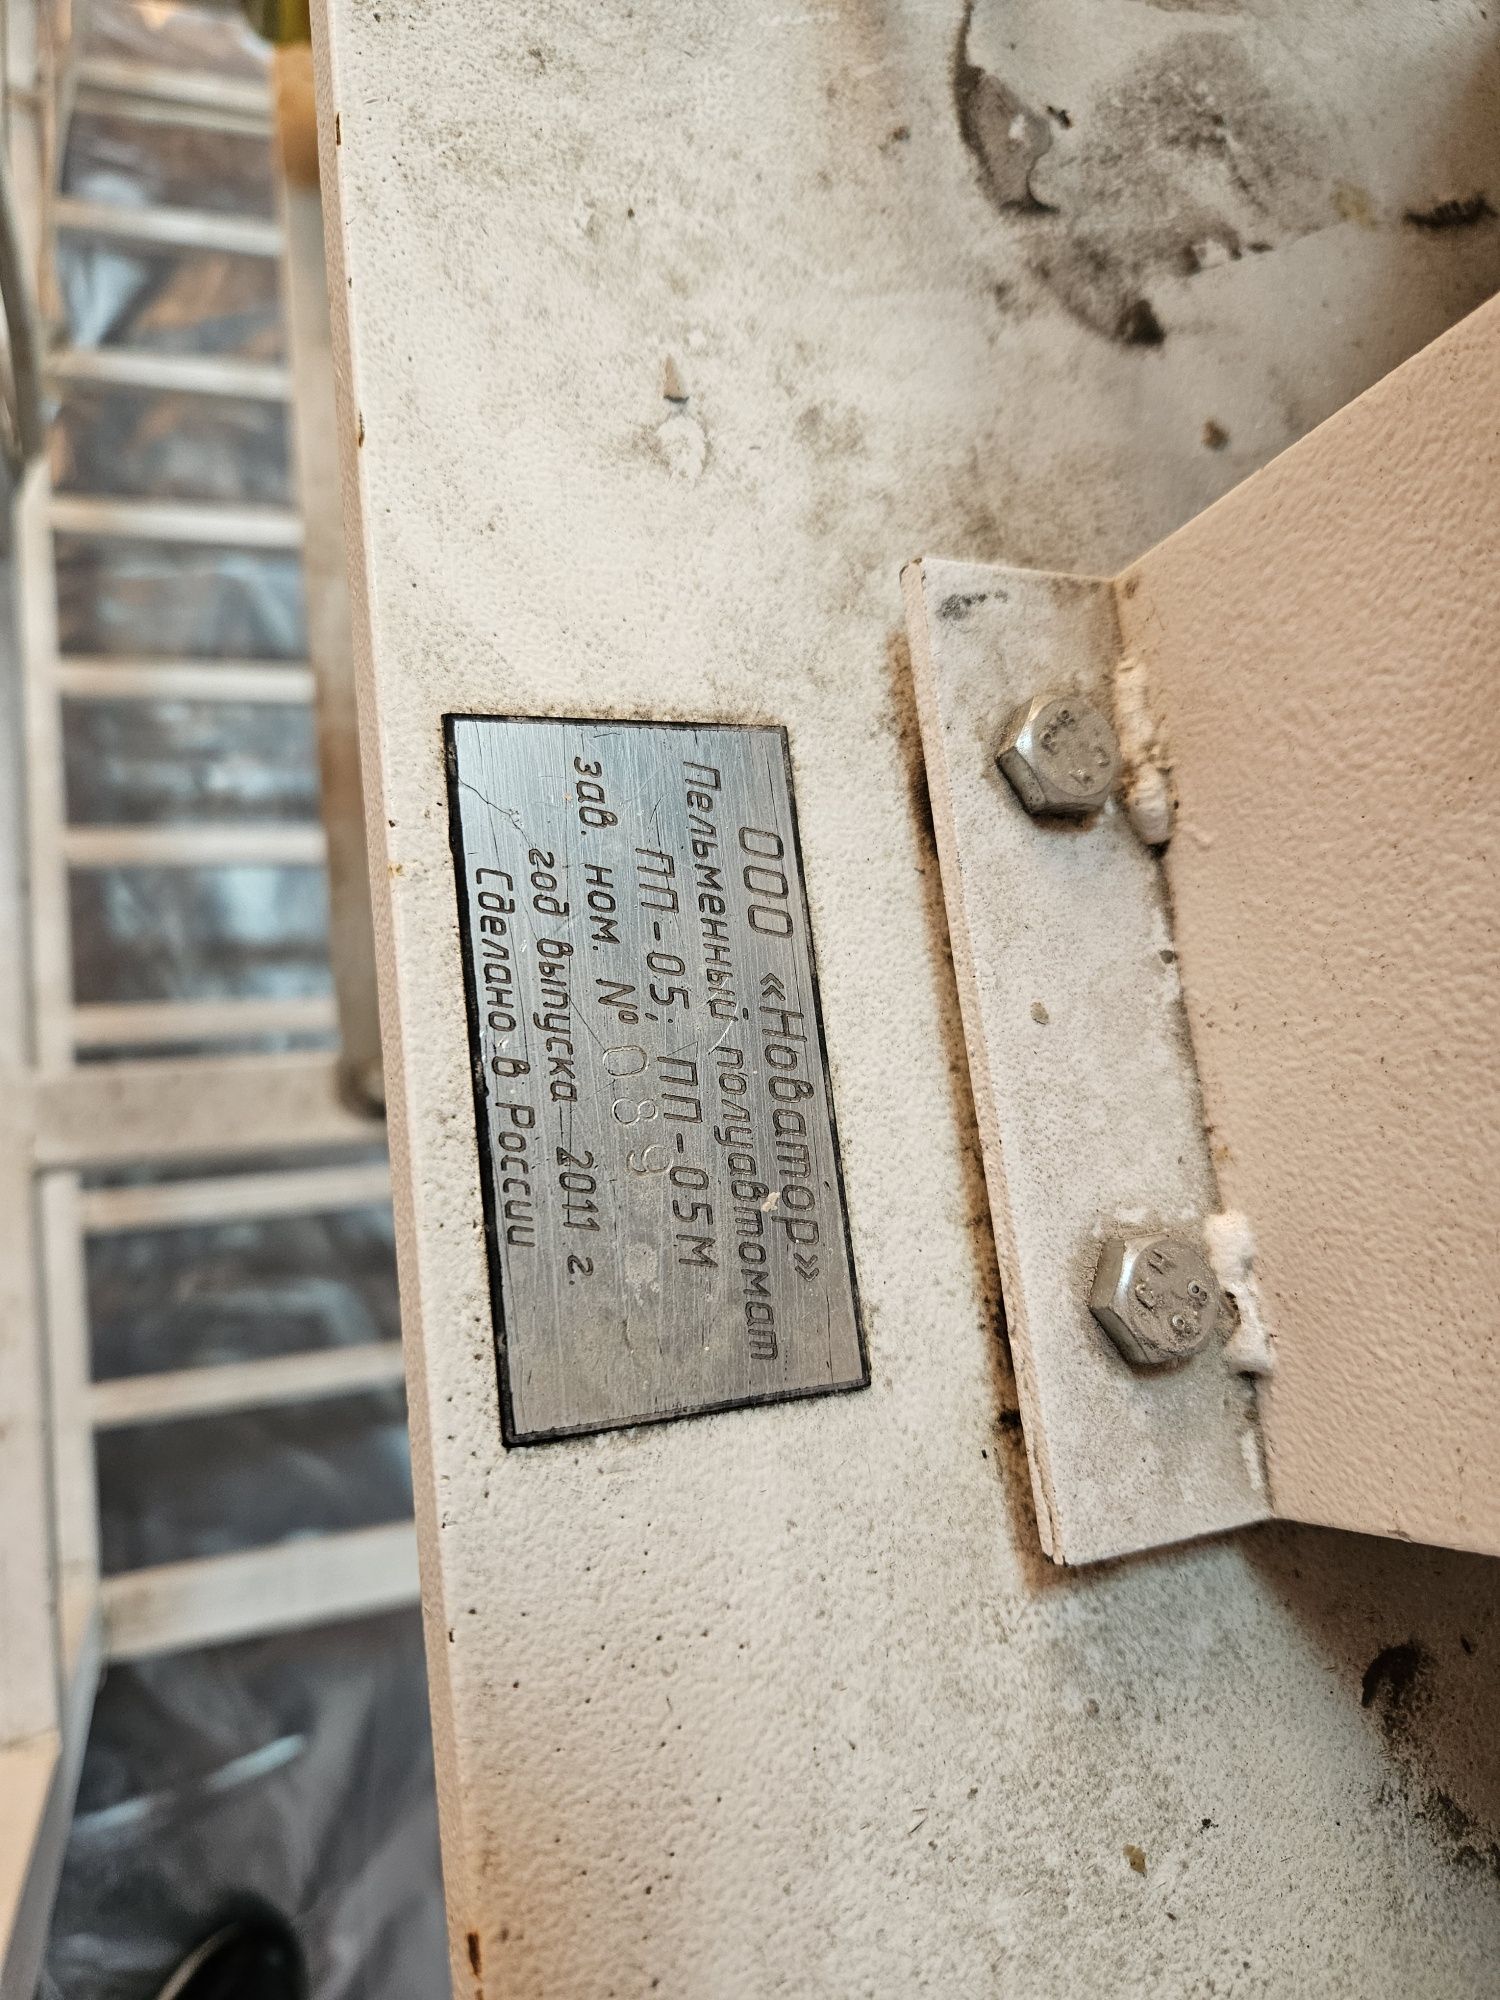 ООО «Новатор»
Пельменный полуавтомат
ПП-05; ПП-05М
зав. ном. № 089
год выпуска 2011 г.
Сделано в России